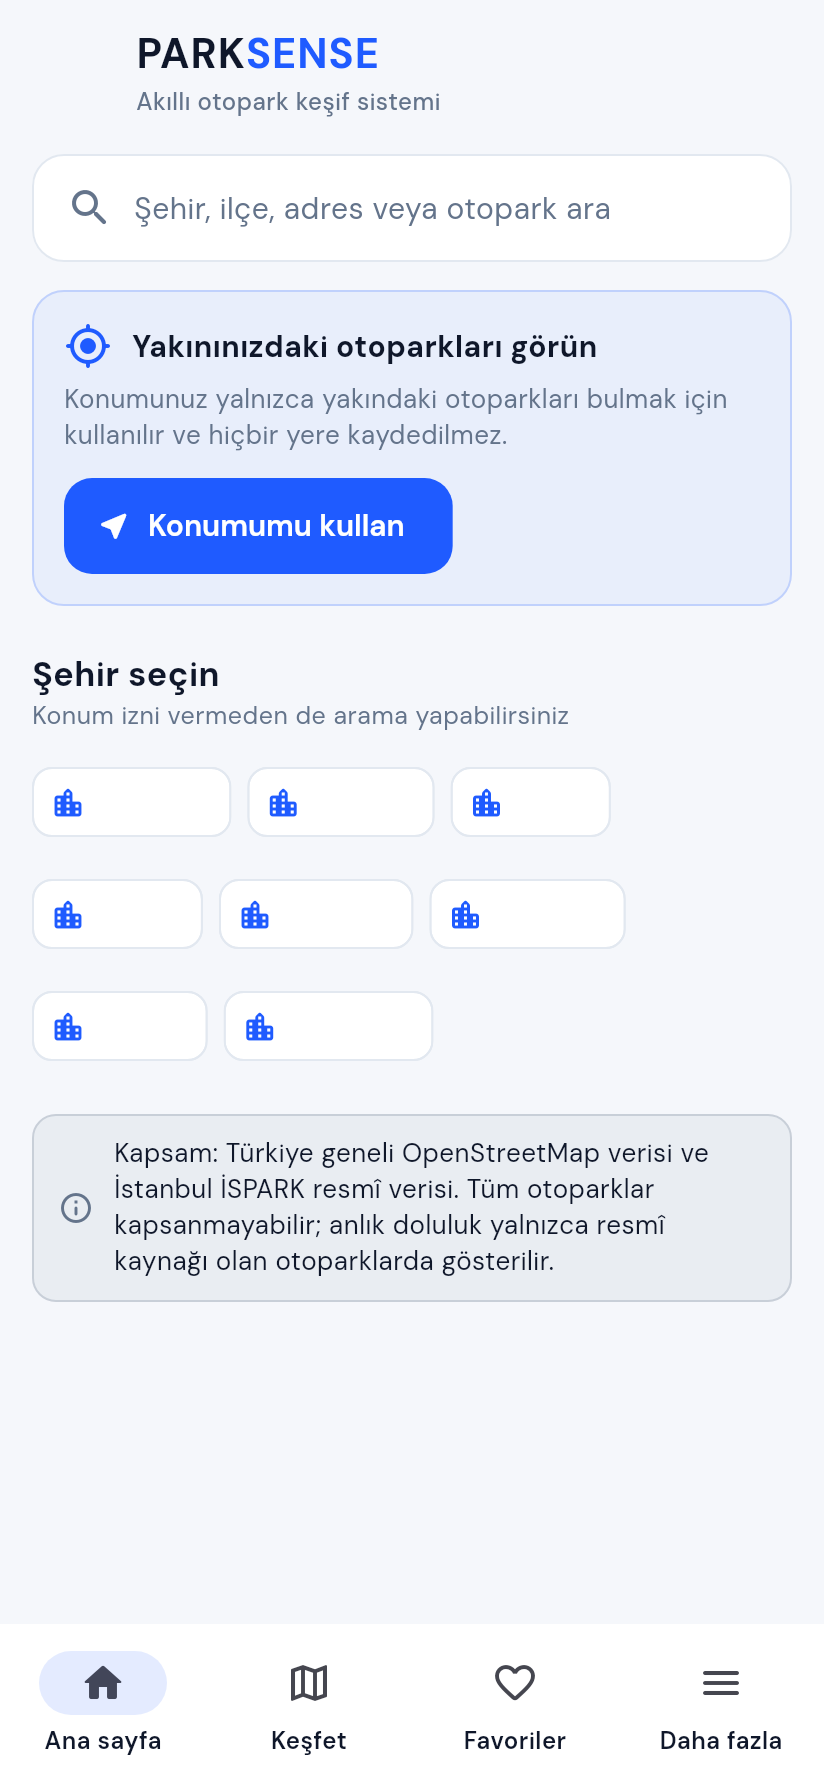 PARKSENSE
Akıllı otopark keşif sistemi
Şehir, ilçe, adres veya otopark ara
Yakınınızdaki otoparkları görün
Konumunuz yalnızca yakındaki otoparkları bulmak için
kullanılır ve hiçbir yere kaydedilmez.
Konumumu kullan
Şehir seçin
Konum izni vermeden de arama yapabilirsiniz
Kapsam: Türkiye geneli OpenStreetMap verisi ve
İstanbul İSPARK resmî verisi. Tüm otoparklar
kapsanmayabilir; anlık doluluk yalnızca resmî
kaynağı olan otoparklarda gösterilir.
Ana sayfa
Keşfet
Favoriler
Daha fazla